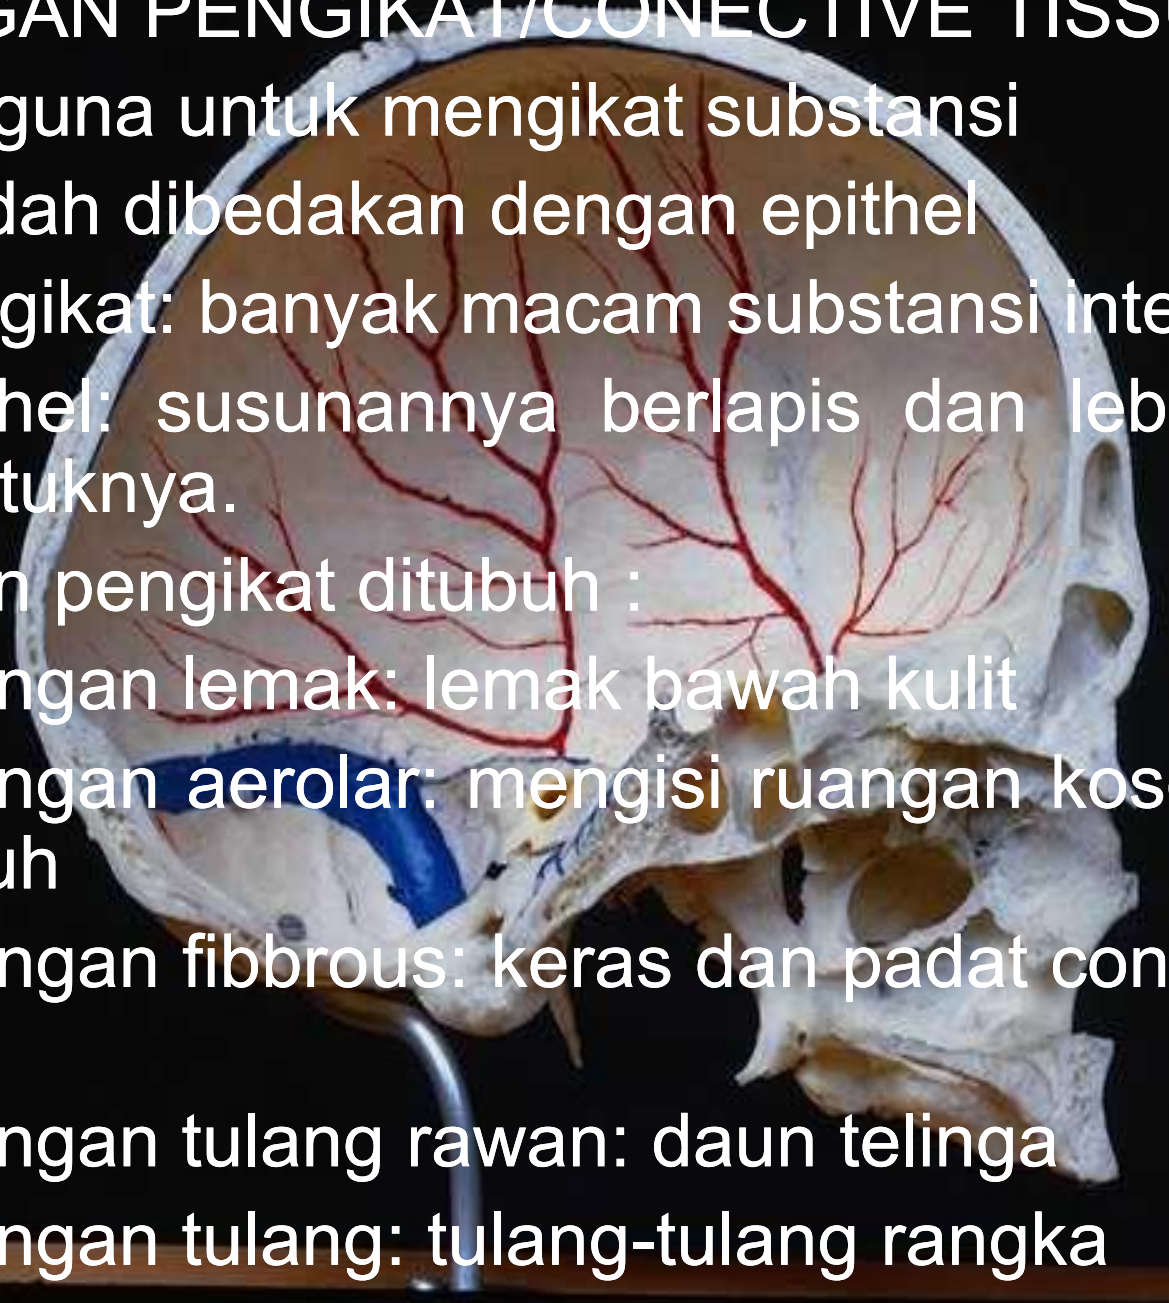 GAN PENGIKAT/CONECTIVE TISS
guna untuk mengikat substansi
dah dibedakan dengan epithel
gikat: banyak macam substansi inte
hel: susunannya berlapis dan leb
tuknya.
n pengikat ditubuh :
ngan lemak: lemak bawah kulit
ngan aerolar: mengisi ruangan kos
uh
ngan fibbrous: keras dan padat con
ngan tulang rawan: daun telinga
ngan tulang: tulang-tulang rangka